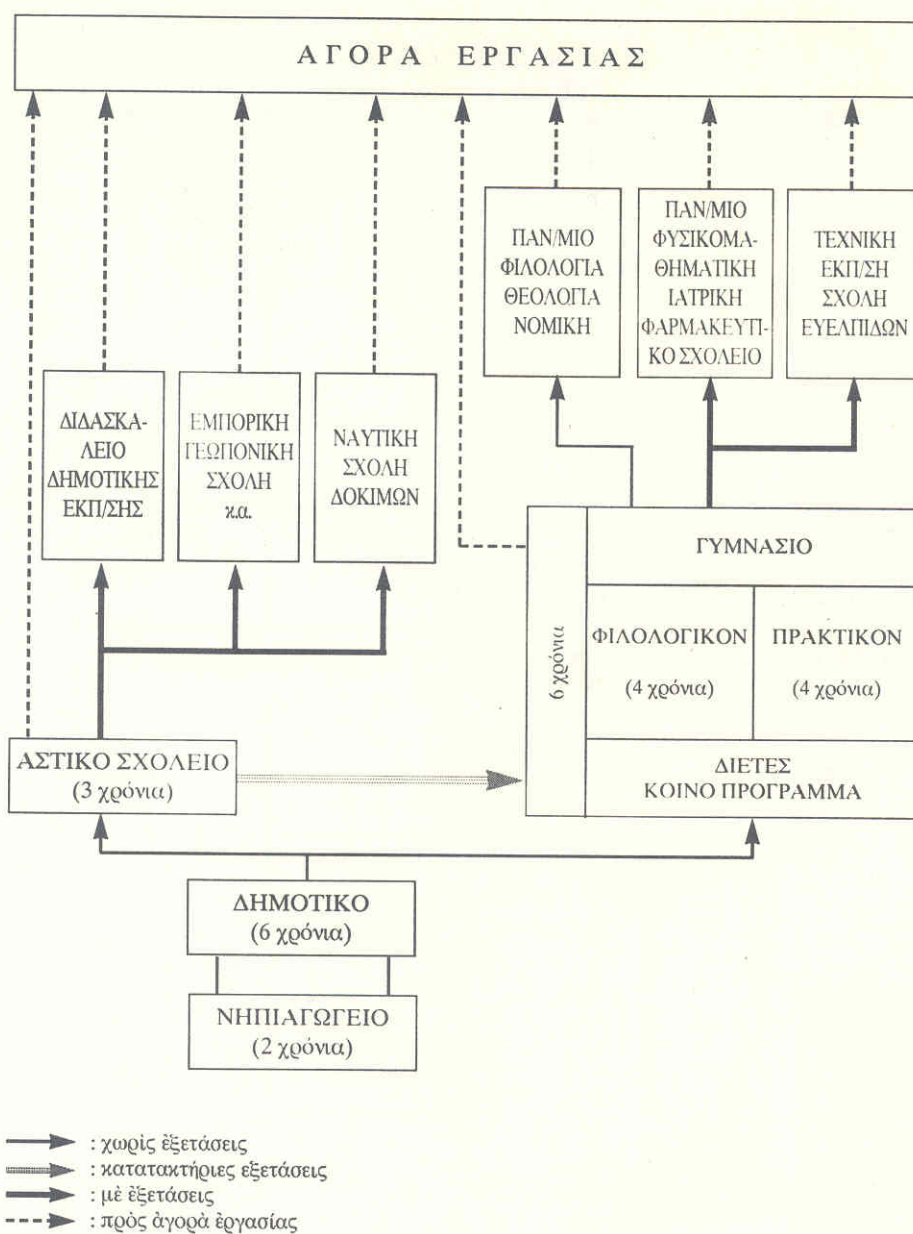 ΑΓΟΡΑ ΕΡΓΑΣΙΑΣ
ΠΑΝ/ΜΙΟ
ΦΙΛΟΛΟΓΙΑ
ΘΕΟΛΟΓΙΑ
ΝΟΜΙΚΗ
ΠΑΝ/ΜΙΟ
ΦΥΣΙΚΟΜΑ-
ΘΗΜΑΤΙΚΗ
ΙΑΤΡΙΚΗ
ΦΑΡΜΑΚΕΥΤΙ-
ΚΟ ΣΧΟΛΕΙΟ
ΤΕΧΝΙΚΗ
ΕΚΠ/ΣΗ
ΣΧΟΛΗ
ΕΥΕΛΠΙΔΩΝ
ΔΙΔΑΣΚΑ-
ΛΕΙΟ
ΔΗΜΟΤΙΚΗΣ
ΕΚΠ/ΣΗΣ
ΕΜΠΟΡΙΚΗ
ΓΕΩΠΟΝΙΚΗ
ΣΧΟΛΗ
κ.α.
ΝΑΥΤΙΚΗ
ΣΧΟΛΗ
ΔΟΚΙΜΩΝ
ΓΥΜΝΑΣΙΟ
6 χρόνια
ΦΙΛΟΛΟΓΙΚΟΝ
(4 χρόνια)
ΠΡΑΚΤΙΚΟΝ
(4 χρόνια)
ΔΙΕΤΕΣ
ΚΟΙΝΟ ΠΡΟΓΡΑΜΜΑ
ΑΣΤΙΚΟ ΣΧΟΛΕΙΟ
(3 χρόνια)
ΔΗΜΟΤΙΚΟ
(6 χρόνια)
ΝΗΠΙΑΓΩΓΕΙΟ
(2 χρόνια)
: χωρὶς ἐξετάσεις
: κατατακτήριες εξετάσεις
: μὲ ἐξετάσεις
: πρὸς ἀγορὰ ἐργασίας